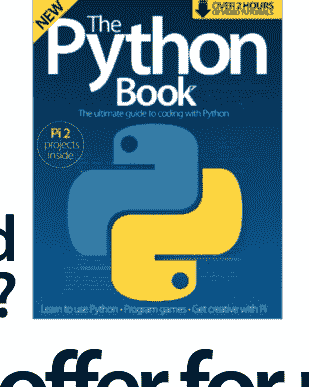 NEW
OVER 2 HOURS
OF VIDEO TUTORIALS
The
Python
Book
The ultimate guide to coding with Python
Pi 2
projects
inside
Learn to use Python • Program games • Get creative with Pi
?
offer for